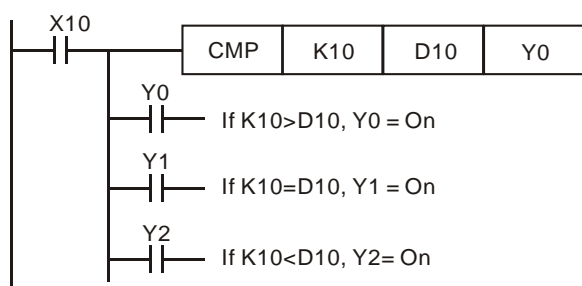 X10
CMP K10 D10 Y0
Y0
If K10>D10, Y0 = On
Y1
If K10=D10, Y1 = On
Y2
If K10<D10, Y2= On